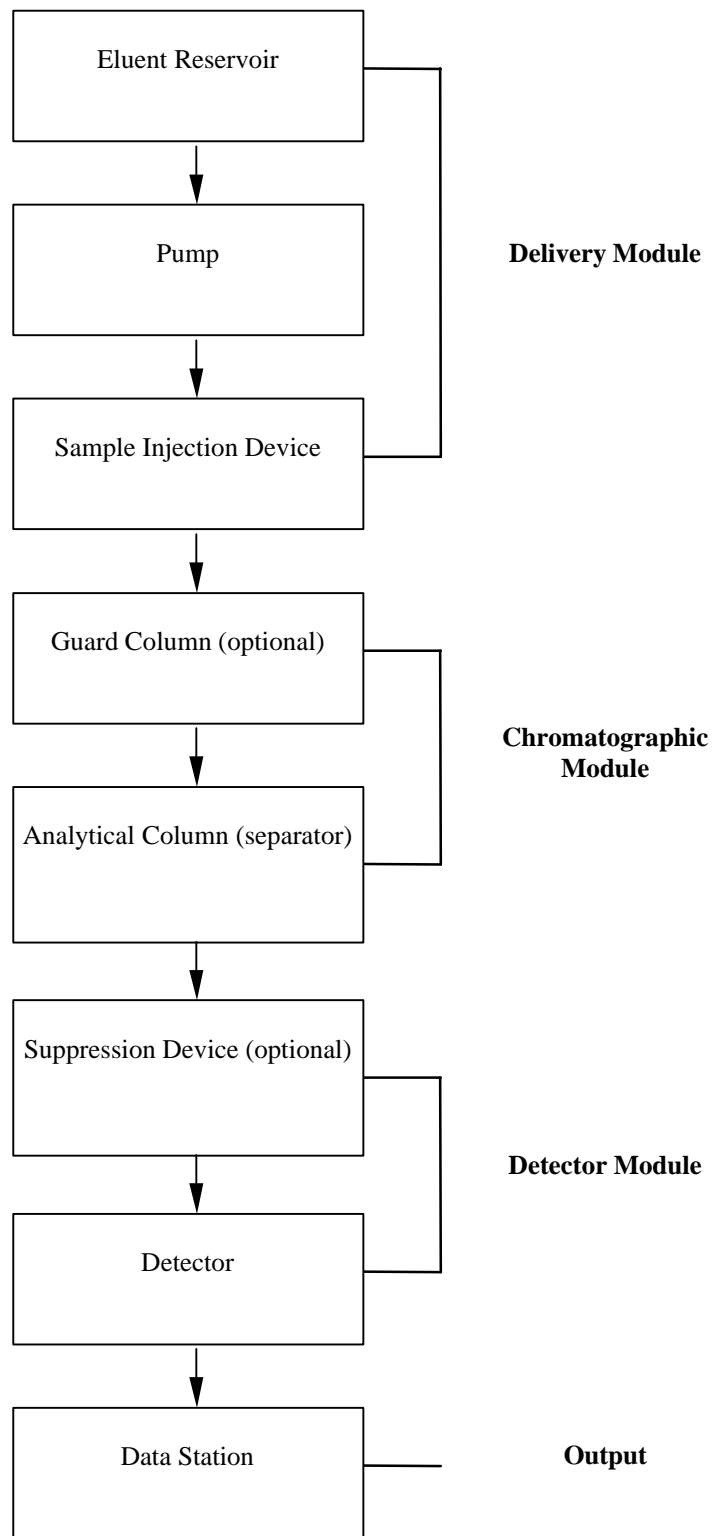 Eluent Reservoir
Pump
Delivery Module
Sample Injection Device
Guard Column (optional)
Chromatographic
Module
Analytical Column (separator)
Suppression Device (optional)
Detector Module
Detector
Data Station
Output